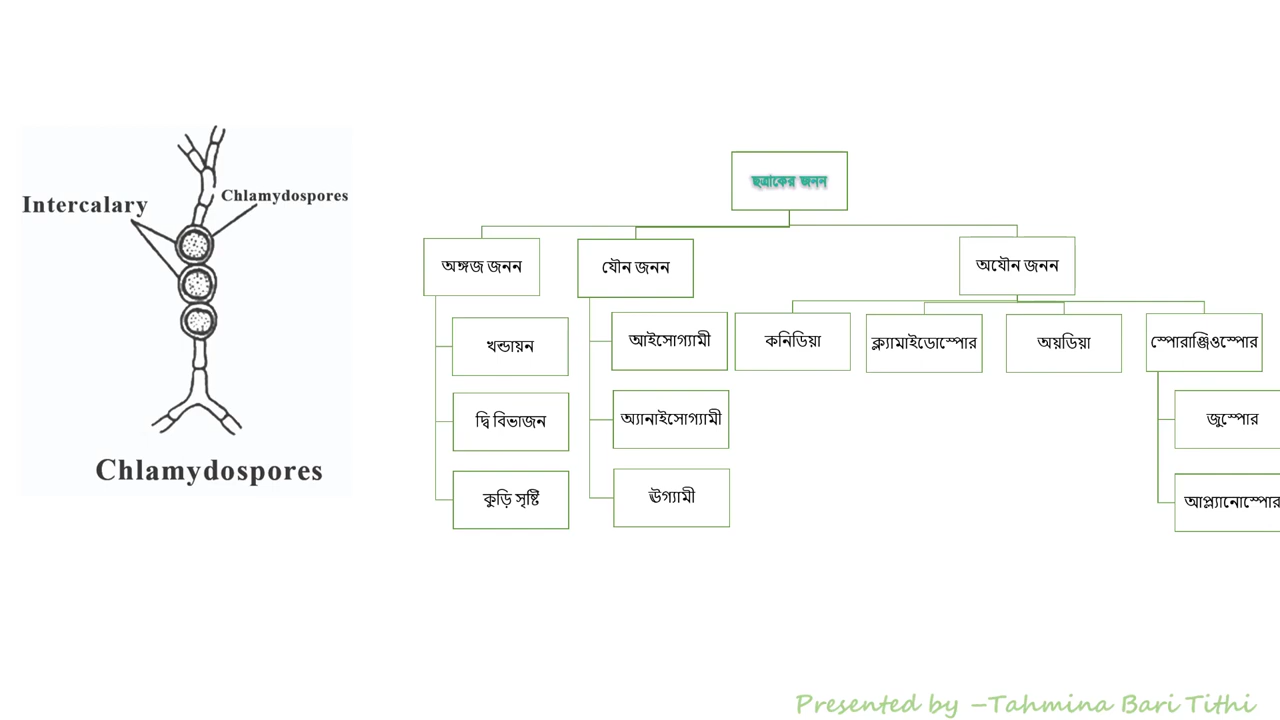 Intercalary
Chlamydospores
Chlamydospores
ছত্রাকের জনন
অঙ্গজ জনন
যৌন জনন
অযৌন জনন
খন্ডায়ন
দ্বি বিভাজন
কুড়ি সৃষ্টি
আইসোগ্যামী
অ্যানাইসোগ্যামী
ঊগ্যামী
কনিডিয়া
ক্ল্যামাইডোস্পোর
অয়ডিয়া
স্পোরাঞ্জিওস্পোর
জুস্পোর
আপ্ল্যানোস্পোর
Presented by –Tahmina Bari Tithi